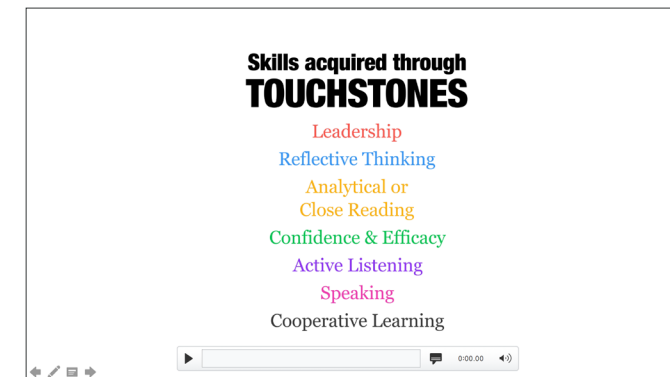 Skills acquired through
TOUCHSTONES
Leadership
Reflective Thinking
Analytical or
Close Reading
Confidence & Efficacy
Active Listening
Speaking
Cooperative Learning
0:00.00